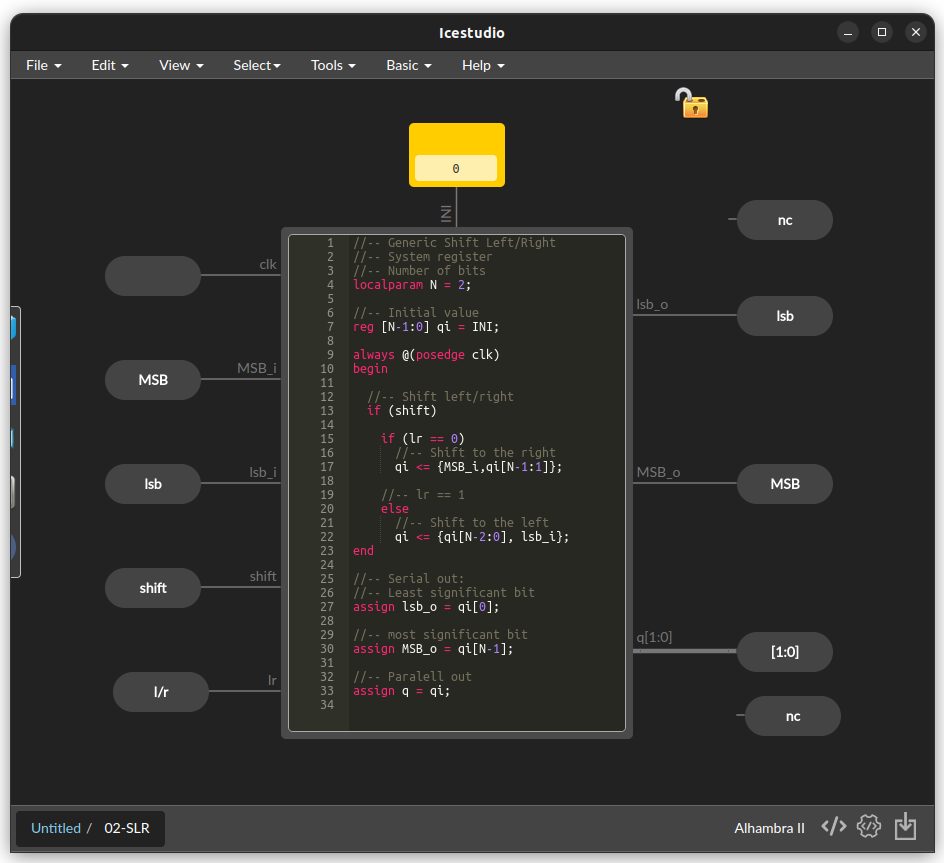 Icestudio
File Edit View Select Tools Basic Help
0
INI
nc
clk
lsb_o
lsb
MSB_i
MSB
lsb_i
lsb
MSB_o
MSB
shift
shift
q[1:0]
[1:0]
lr
l/r
nc
1 //-- Generic Shift Left/Right
2 //-- System register
3 //-- Number of bits
4 localparam N = 2;
5
6 //-- Initial value
7 reg [N-1:0] qi = INI;
8
9 always @(posedge clk)
10 begin
11
12 //-- Shift left/right
13 if (shift)
14
15 if (lr == 0)
16 //-- Shift to the right
17 qi <= {MSB_i,qi[N-1:1]};
18
19 //-- lr == 1
20 else
21 //-- Shift to the left
22 qi <= {qi[N-2:0], lsb_i};
23 end
24
25 //-- Serial out:
26 //-- Least significant bit
27 assign lsb_o = qi[0];
28
29 //-- most significant bit
30 assign MSB_o = qi[N-1];
31
32 //-- Paralell out
33 assign q = qi;
34
Untitled / 02-SLR
Alhambra II